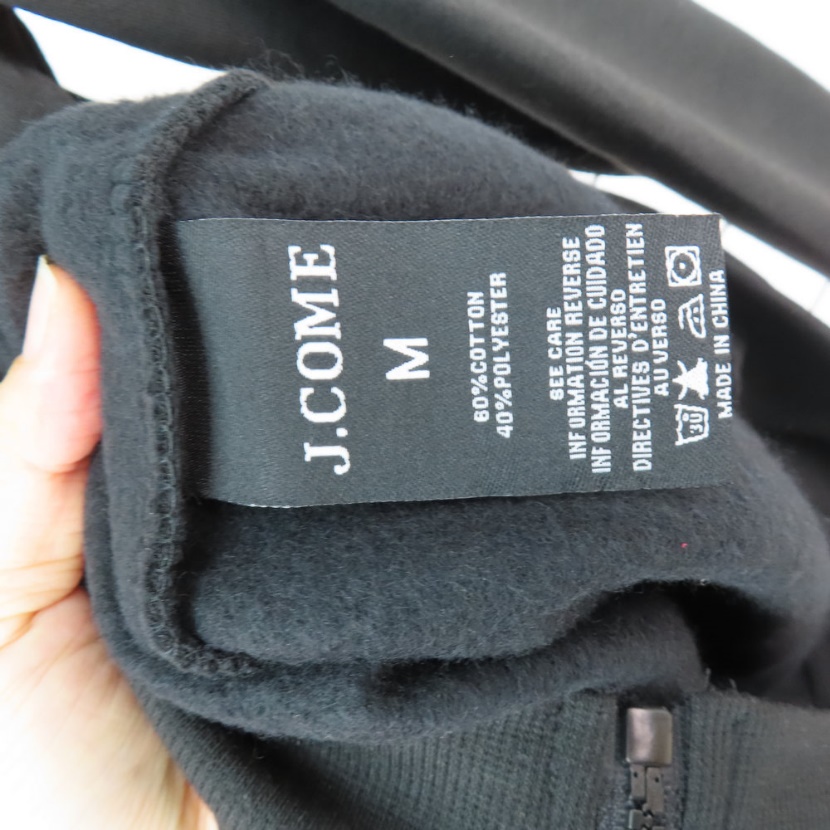 J.COME
M
60%COTTON
40%POLYESTER
SEE CARE
INFORMATION REVERSE
INFORMACIÓN DE CUIDADO
AL REVERSO
DIRECTIVES D'ENTRETIEN
AU VERSO
30
MADE IN CHINA